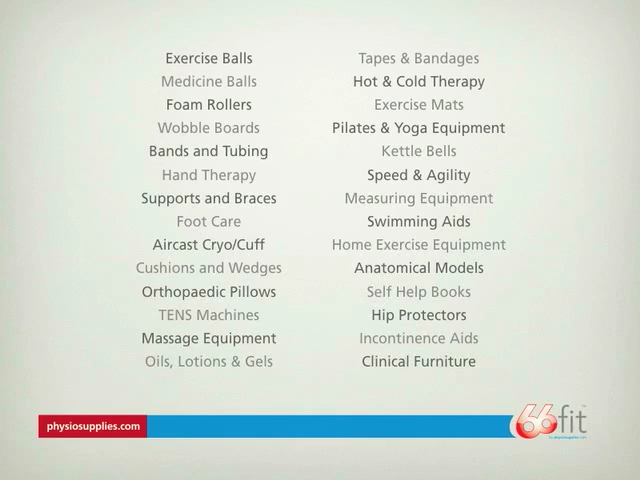 Exercise Balls
Medicine Balls
Foam Rollers
Wobble Boards
Bands and Tubing
Hand Therapy
Supports and Braces
Foot Care
Aircast Cryo/Cuff
Cushions and Wedges
Orthopaedic Pillows
TENS Machines
Massage Equipment
Oils, Lotions & Gels
Tapes & Bandages
Hot & Cold Therapy
Exercise Mats
Pilates & Yoga Equipment
Kettle Bells
Speed & Agility
Measuring Equipment
Swimming Aids
Home Exercise Equipment
Anatomical Models
Self Help Books
Hip Protectors
Incontinence Aids
Clinical Furniture
physiosupplies.com
66fit
by physiosupplies.com